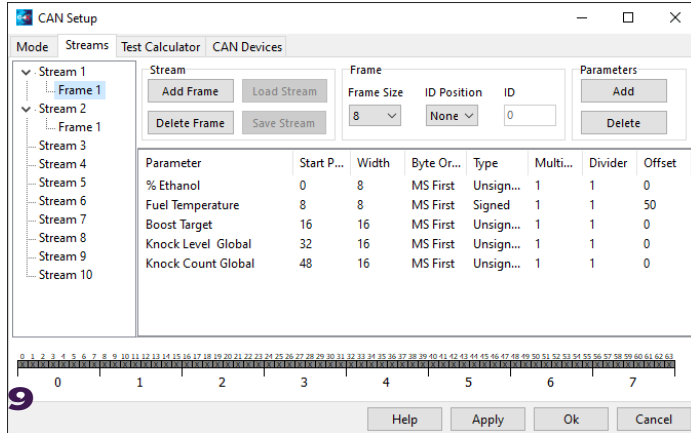 CAN Setup
Mode Streams Test Calculator CAN Devices
Stream 1
Frame 1
Stream 2
Frame 1
Stream 3
Stream 4
Stream 5
Stream 6
Stream 7
Stream 8
Stream 9
Stream 10
Stream
Add Frame Load Stream
Delete Frame Save Stream
Frame
Frame Size ID Position ID
8 None 0
Parameters
Add
Delete
Parameter Start P... Width Byte Or... Type Multi... Divider Offset
% Ethanol 0 8 MS First Unsign... 1 1 0
Fuel Temperature 8 8 MS First Signed 1 1 50
Boost Target 16 16 MS First Unsign... 1 1 0
Knock Level Global 32 16 MS First Unsign... 1 1 0
Knock Count Global 48 16 MS First Unsign... 1 1 0
0 1 2 3 4 5 6 7 8 9 10 11 12 13 14 15 16 17 18 19 20 21 22 23 24 25 26 27 28 29 30 31 32 33 34 35 36 37 38 39 40 41 42 43 44 45 46 47 48 49 50 51 52 53 54 55 56 57 58 59 60 61 62 63
0 1 2 3 4 5 6 7
9
Help Apply Ok Cancel